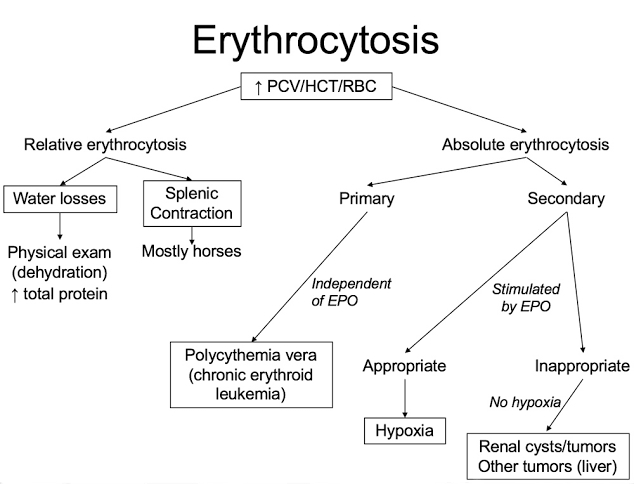 Erythrocytosis
↑ PCV/HCT/RBC
Relative erythrocytosis
Absolute erythrocytosis
Water losses
Splenic
Contraction
Primary
Secondary
Physical exam
(dehydration)
↑ total protein
Mostly horses
Independent
of EPO
Stimulated
by EPO
Polycythemia vera
(chronic erythroid
leukemia)
Appropriate
Inappropriate
No hypoxia
Hypoxia
Renal cysts/tumors
Other tumors (liver)